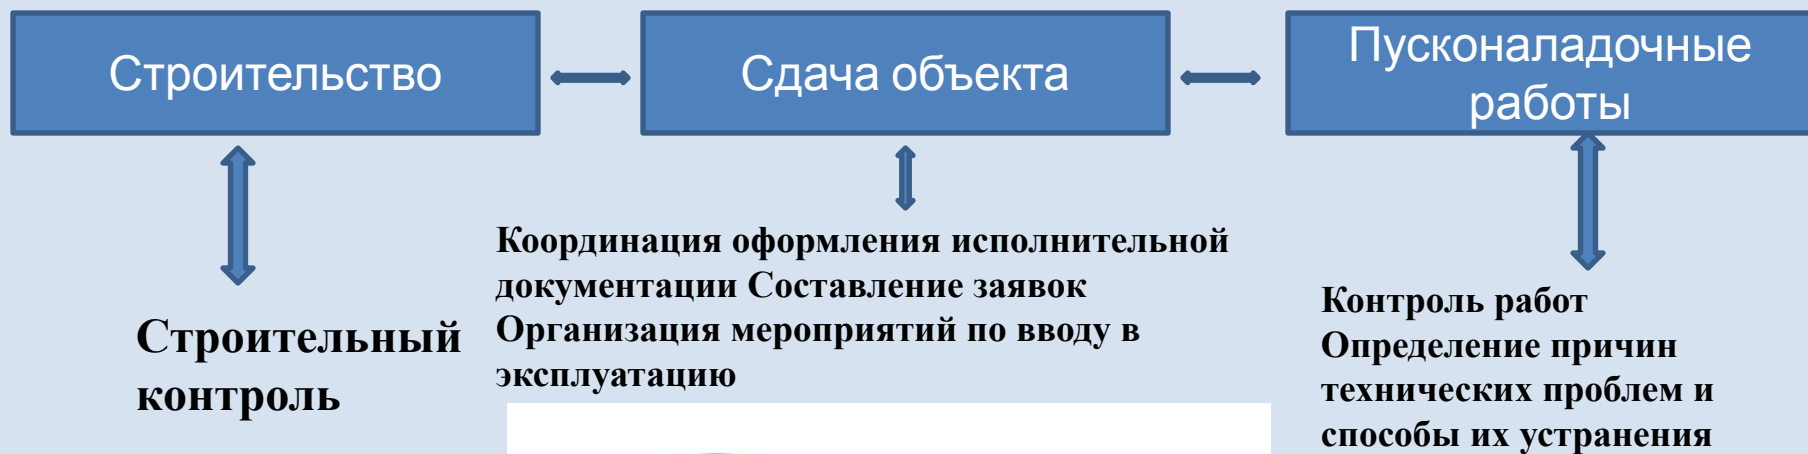 Строительство
Сдача объекта
Пусконаладочные
работы
Строительный
контроль
Координация оформления исполнительной
документации Составление заявок
Организация мероприятий по вводу в
эксплуатацию
Контроль работ
Определение причин
технических проблем и
способы их устранения